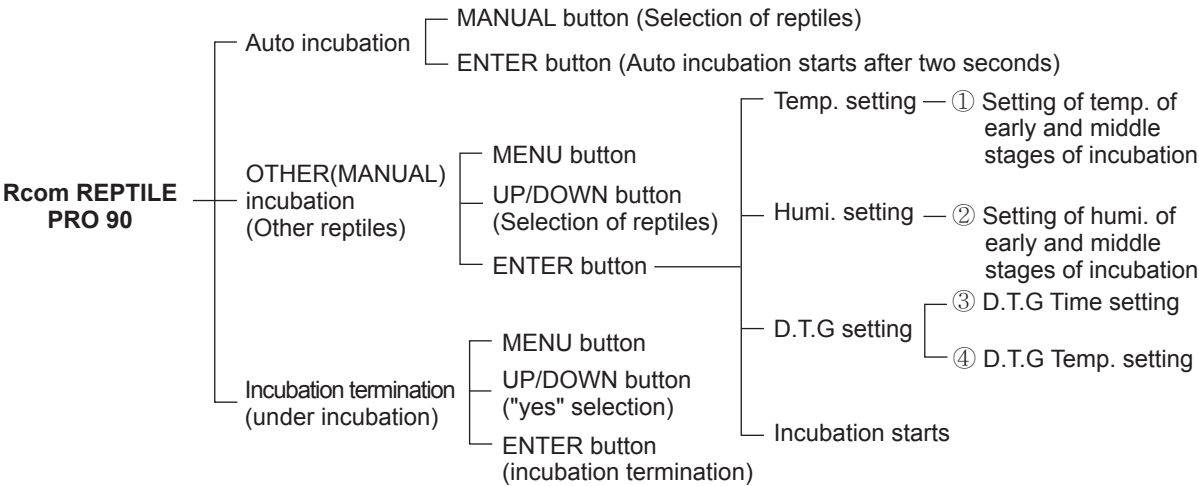 Rcom REPTILE
PRO 90
Auto incubation
MANUAL button (Selection of reptiles)
ENTER button (Auto incubation starts after two seconds)
OTHER(MANUAL)
incubation
(Other reptiles)
MENU button
UP/DOWN button
(Selection of reptiles)
ENTER button
Temp. setting
① Setting of temp. of
early and middle
stages of incubation
Humi. setting
② Setting of humi. of
early and middle
stages of incubation
D.T.G setting
③ D.T.G Time setting
④ D.T.G Temp. setting
Incubation starts
Incubation termination
(under incubation)
MENU button
UP/DOWN button
("yes" selection)
ENTER button
(incubation termination)